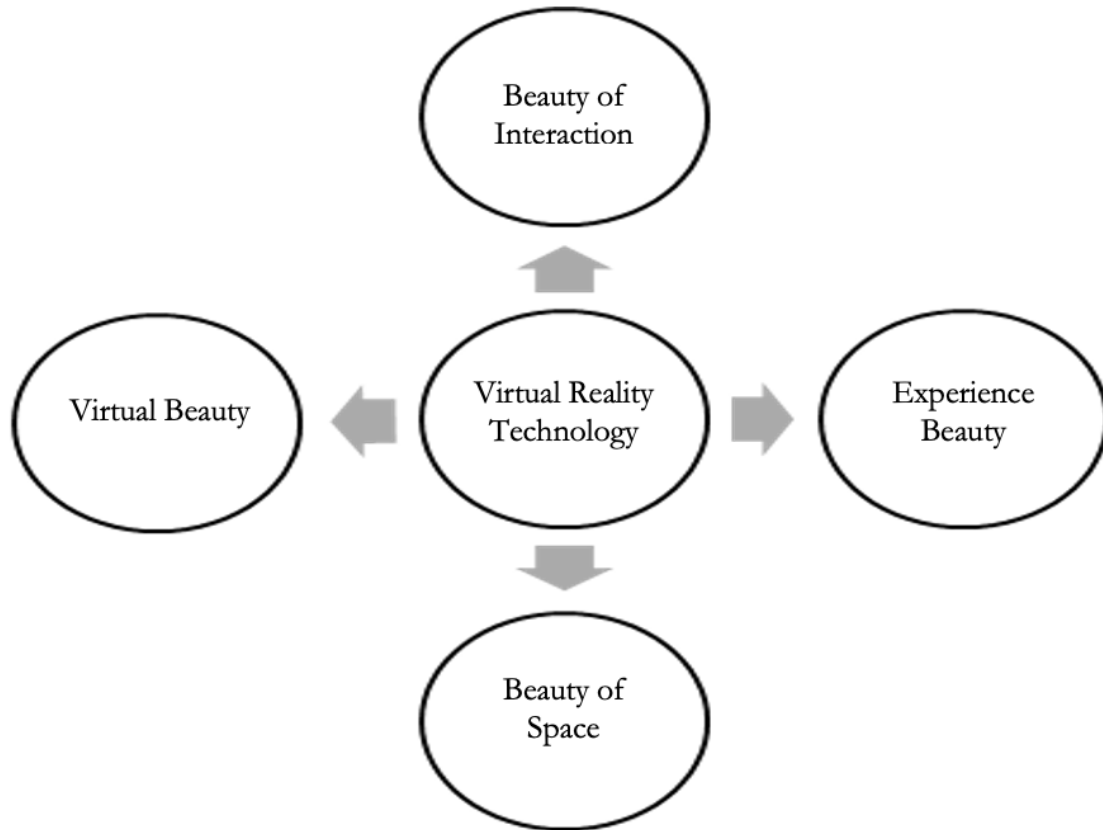 Beauty of
Interaction
Virtual Beauty
Virtual Reality
Technology
Experience
Beauty
Beauty of
Space